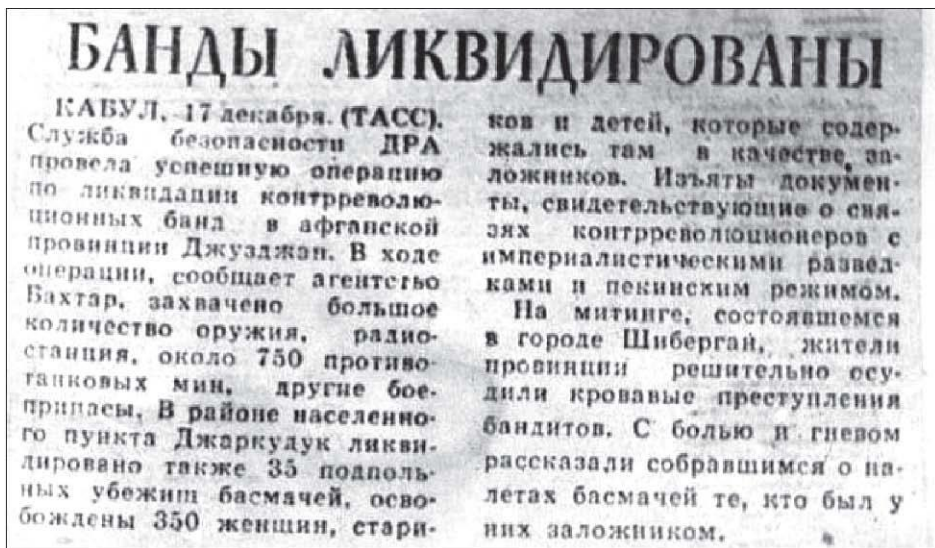 БАНДЫ ЛИКВИДИРОВАНЫ
КАБУЛ, 17 декабря. (ТАСС).
Служба безопасности ДРА
провела успешную операцию
по ликвидации контрреволю-
ционных банд в афганской
провинции Джузджан. В ходе
операции, сообщает агентство
Бахтар, захвачено большое
количество оружия, радио-
станция, около 750 противо-
танковых мин, другие бое-
припасы. В районе населенно-
го пункта Джаркудук ликви-
дировано также 35 подполь-
ных убежищ басмачей, осво-
бождены 350 женщин, стари-
ков и детей, которые содер-
жались там в качестве за-
ложников. Изъяты докумен-
ты, свидетельствующие о свя-
зях контрреволюционеров с
империалистическими развед-
ками и пекинским режимом.
На митинге, состоявшемся
в городе Шибергай, жители
провинции решительно осу-
дили кровавые преступления
бандитов. С болью и гневом
рассказали собравшимся о на-
летах басмачей те, кто был у
них заложником.